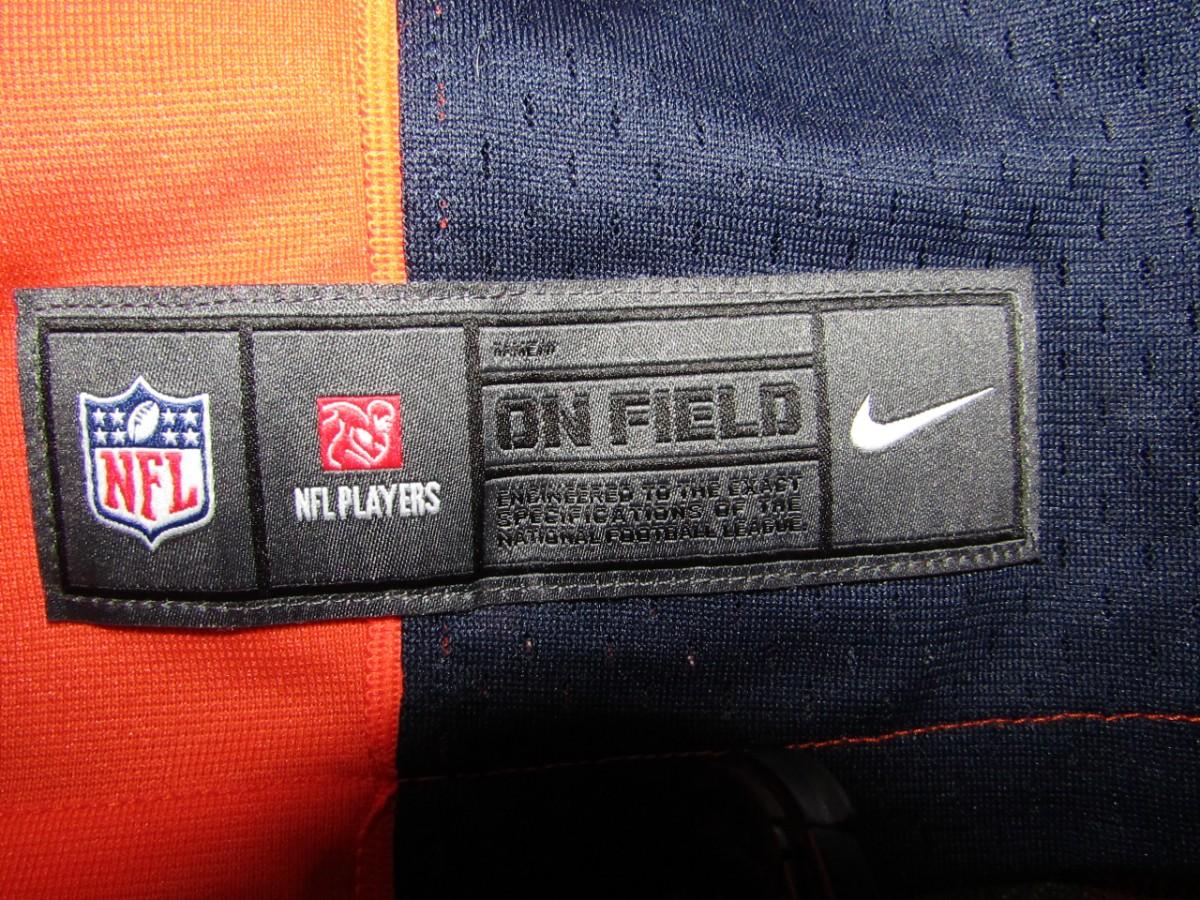 NFL
NFL PLAYERS
ON FIELD
ENGINEERED TO THE EXACT
SPECIFICATIONS OF THE
NATIONAL FOOTBALL LEAGUE.